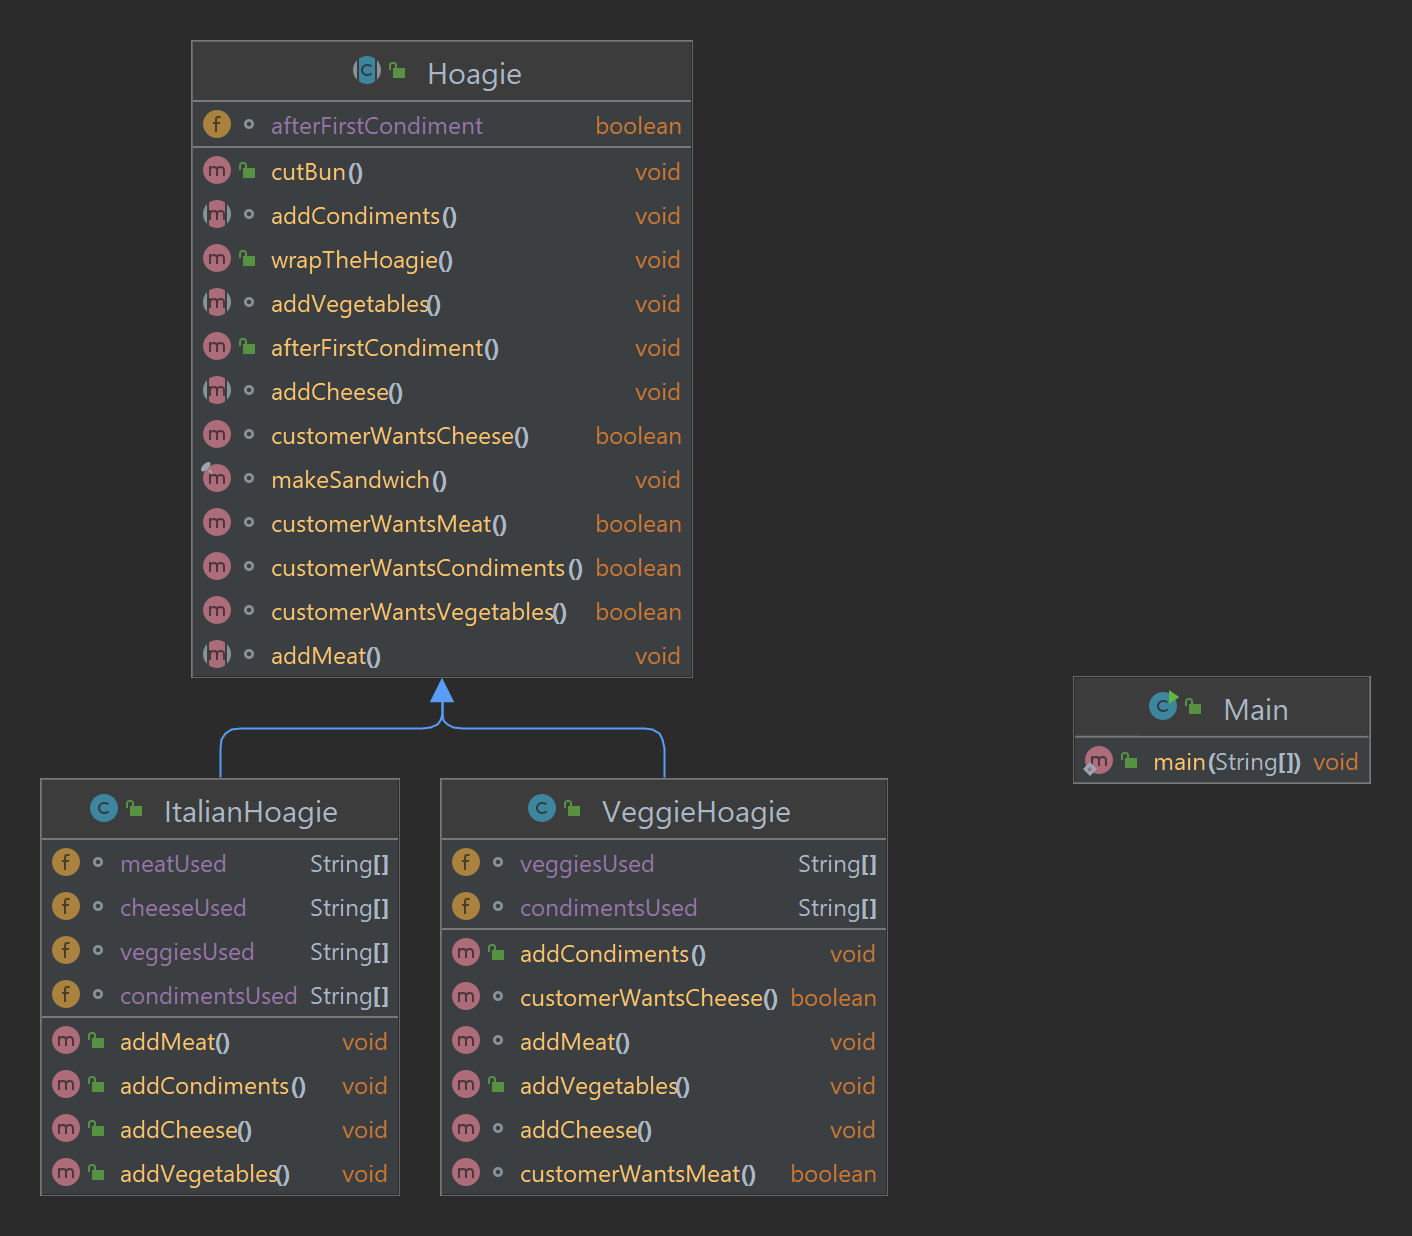 Hoagie
afterFirstCondiment boolean
cutBun() void
addCondiments() void
wrapTheHoagie() void
addVegetables() void
afterFirstCondiment() void
addCheese() void
customerWantsCheese() boolean
makeSandwich() void
customerWantsMeat() boolean
customerWantsCondiments() boolean
customerWantsVegetables() boolean
addMeat() void
Main
main(String[]) void
ItalianHoagie
meatUsed String[]
cheeseUsed String[]
veggiesUsed String[]
condimentsUsed String[]
addMeat() void
addCondiments() void
addCheese() void
addVegetables() void
VeggieHoagie
veggiesUsed String[]
condimentsUsed String[]
addCondiments() void
customerWantsCheese() boolean
addMeat() void
addVegetables() void
addCheese() void
customerWantsMeat() boolean